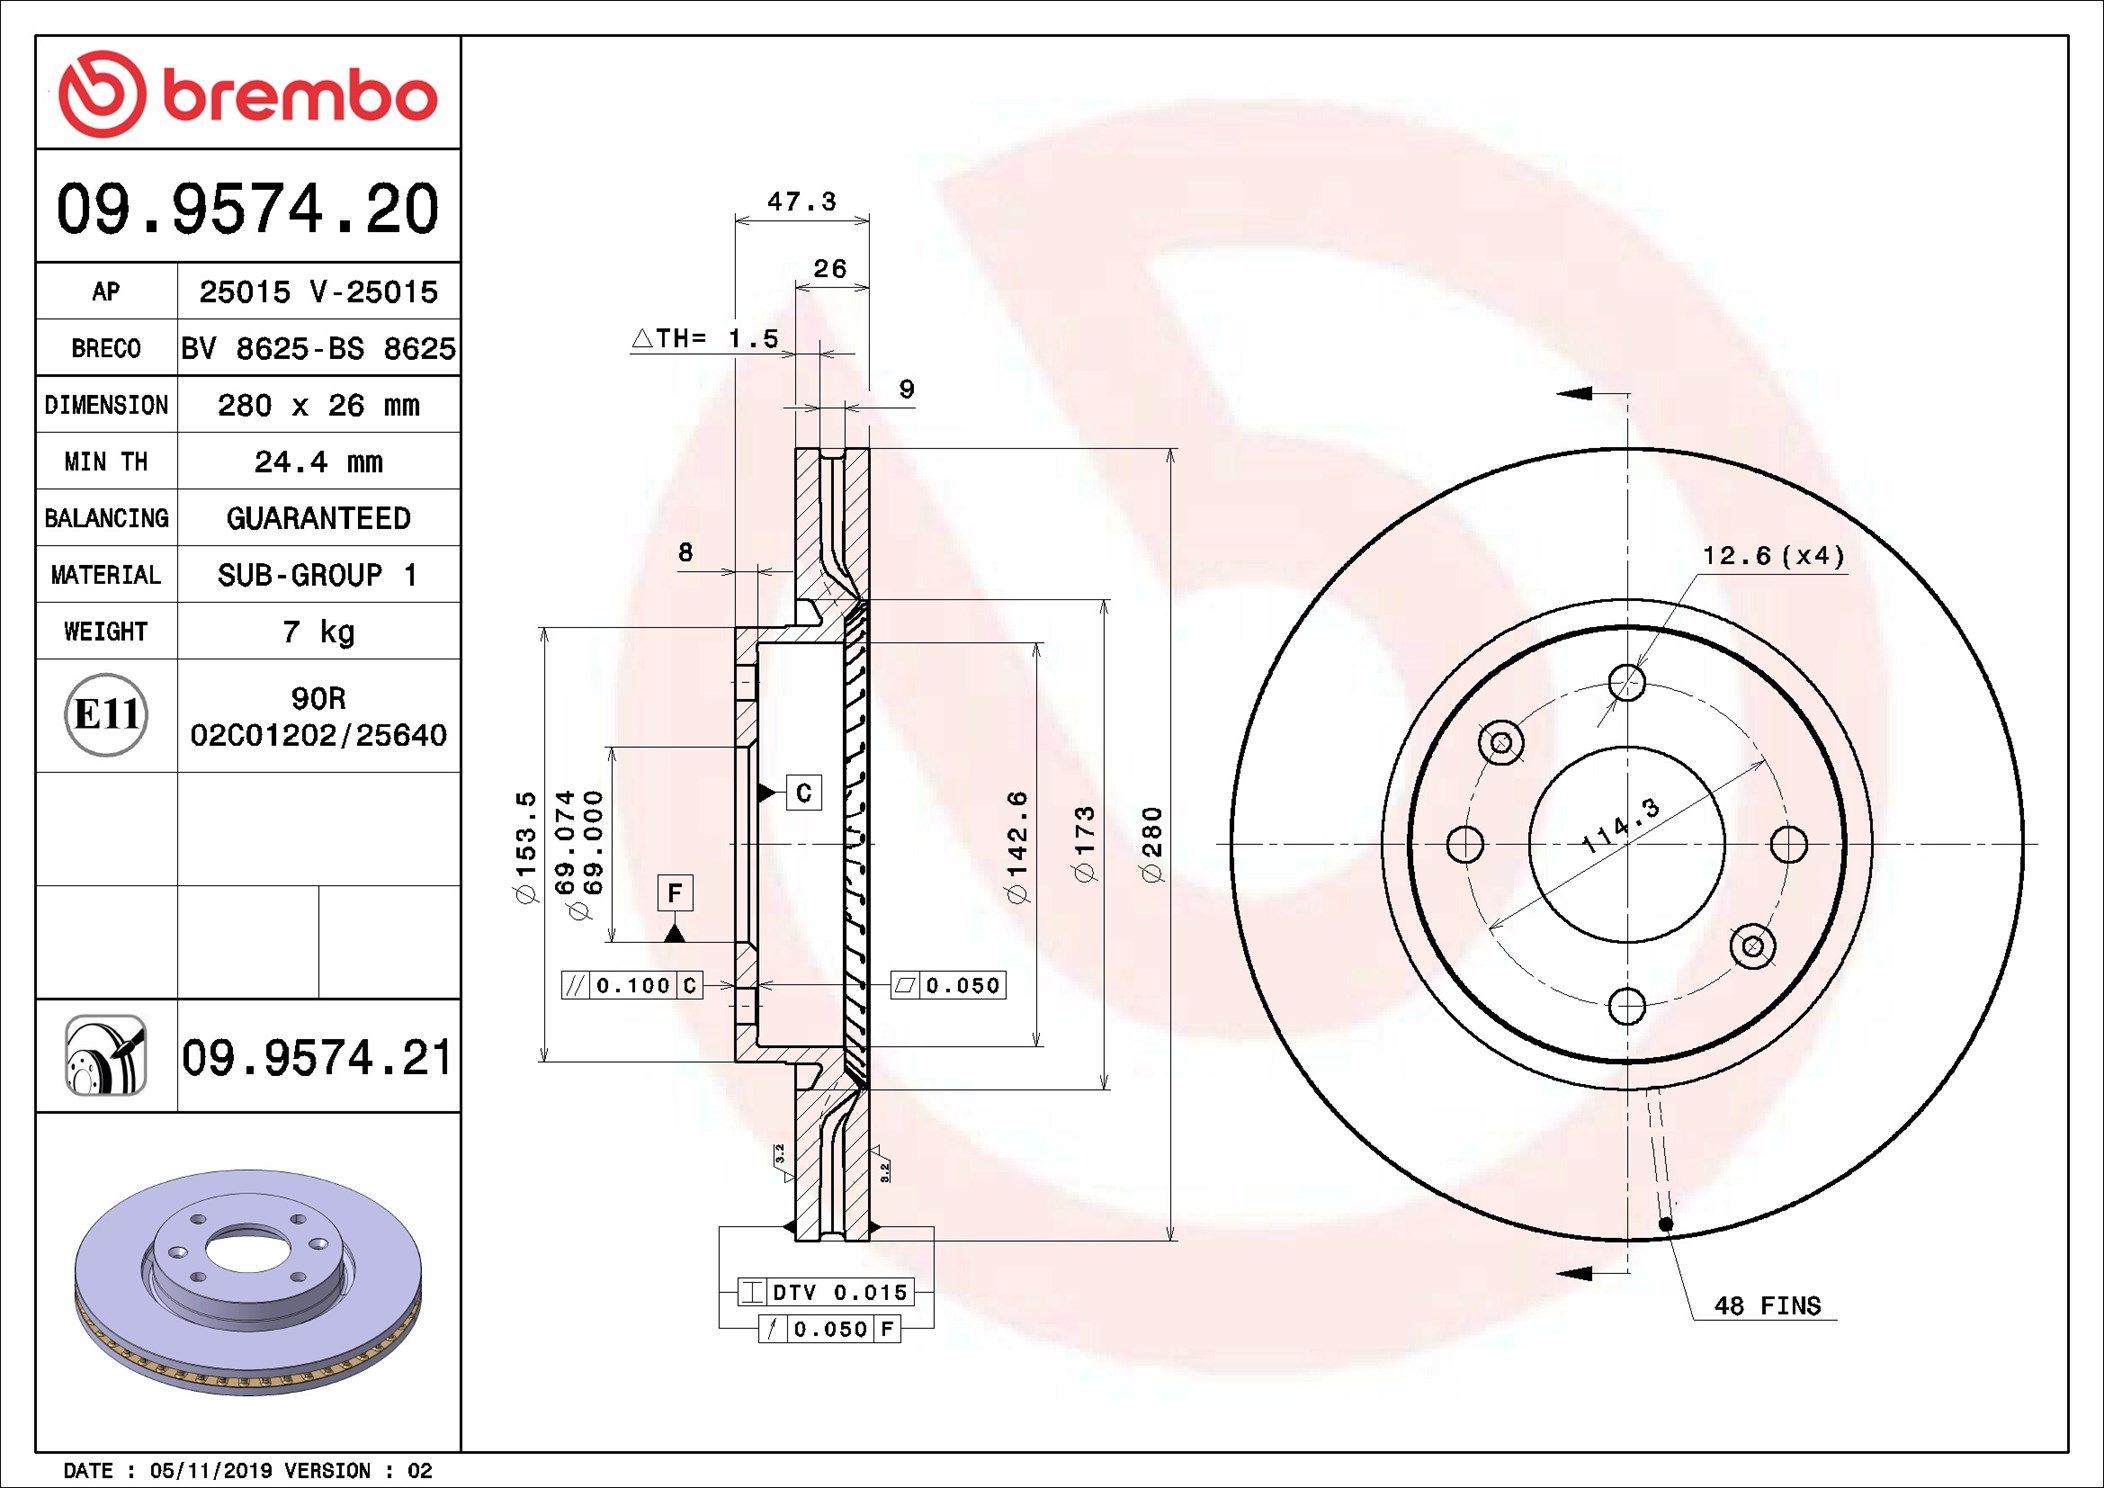 brembo
09.9574.20
AP 25015 V-25015
BRECO BV 8625-BS 8625
DIMENSION 280 x 26 mm
MIN TH 24.4 mm
BALANCING GUARANTEED
MATERIAL SUB-GROUP 1
WEIGHT 7 kg
E11 90R
02C01202/25640
09.9574.21
DATE : 05/11/2019 VERSION : 02
47.3
26
△TH= 1.5
9
8
⌀153.5
69.074
⌀69.000
C
F
⌀142.6
⌀173
⌀280
// 0.100 C
▱ 0.050
3.2
3.2
DTV 0.015
↗ 0.050 F
12.6(x4)
114.3
48 FINS